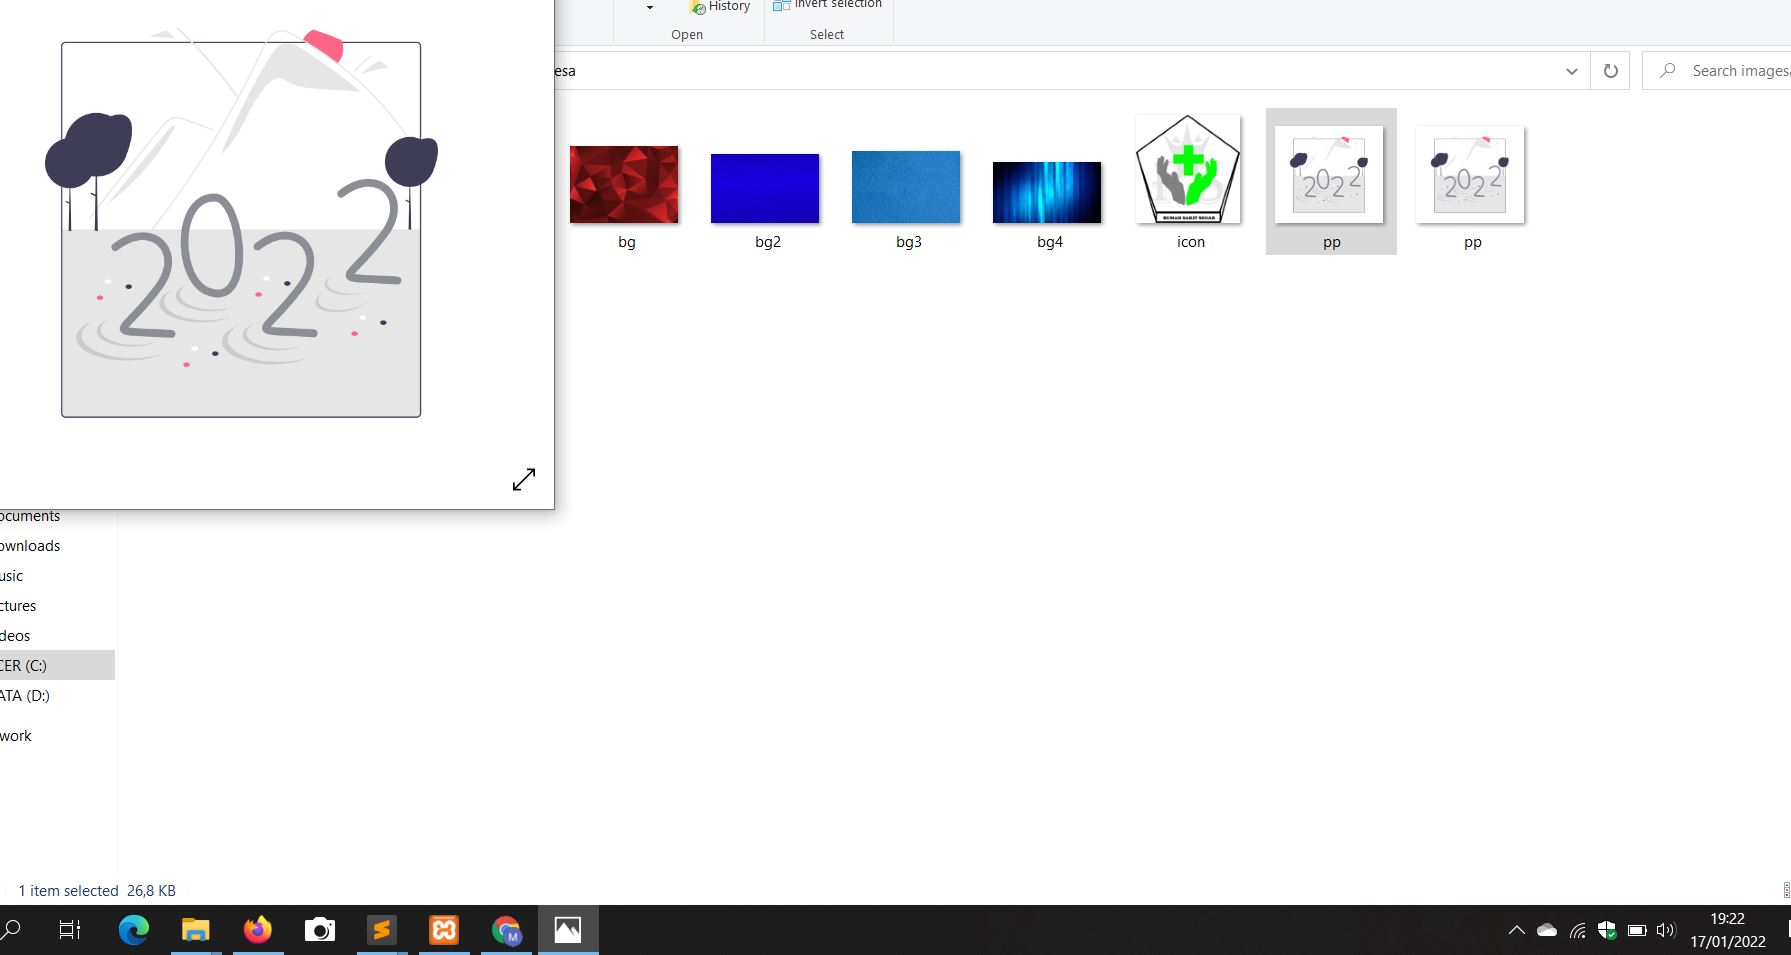 History
Invert selection
Open
Select
esa
Search images
2022
bg
bg2
bg3
bg4
RUMAH SAKIT SEGAR
icon
2022
pp
2022
pp
ocuments
ownloads
usic
ctures
deos
CER (C:)
ATA (D:)
work
1 item selected 26,8 KB
M
19:22
17/01/2022